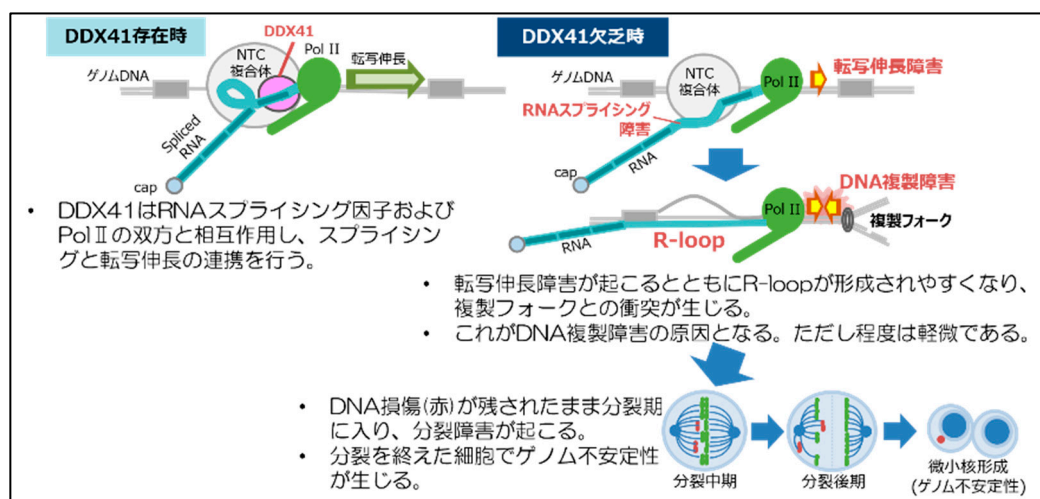 DDX41存在時
DDX41
Pol II
NTC
複合体
転写伸長
ゲノムDNA
Spliced
RNA
cap
DDX41欠乏時
ゲノムDNA
NTC
複合体
Pol II
転写伸長障害
RNAスプライシング
障害
RNA
cap
DNA複製障害
Pol II
複製フォーク
RNA
R-loop
• DDX41はRNAスプライシング因子および
PolⅡの双方と相互作用し、スプライシン
グと転写伸長の連携を行う。
• 転写伸長障害が起こるとともにR-loopが形成されやすくなり、
複製フォークとの衝突が生じる。
• これがDNA複製障害の原因となる。ただし程度は軽微である。
• DNA損傷(赤)が残されたまま分裂期
に入り、分裂障害が起こる。
• 分裂を終えた細胞でゲノム不安定性
が生じる。
分裂中期
分裂後期
微小核形成
(ゲノム不安定性)